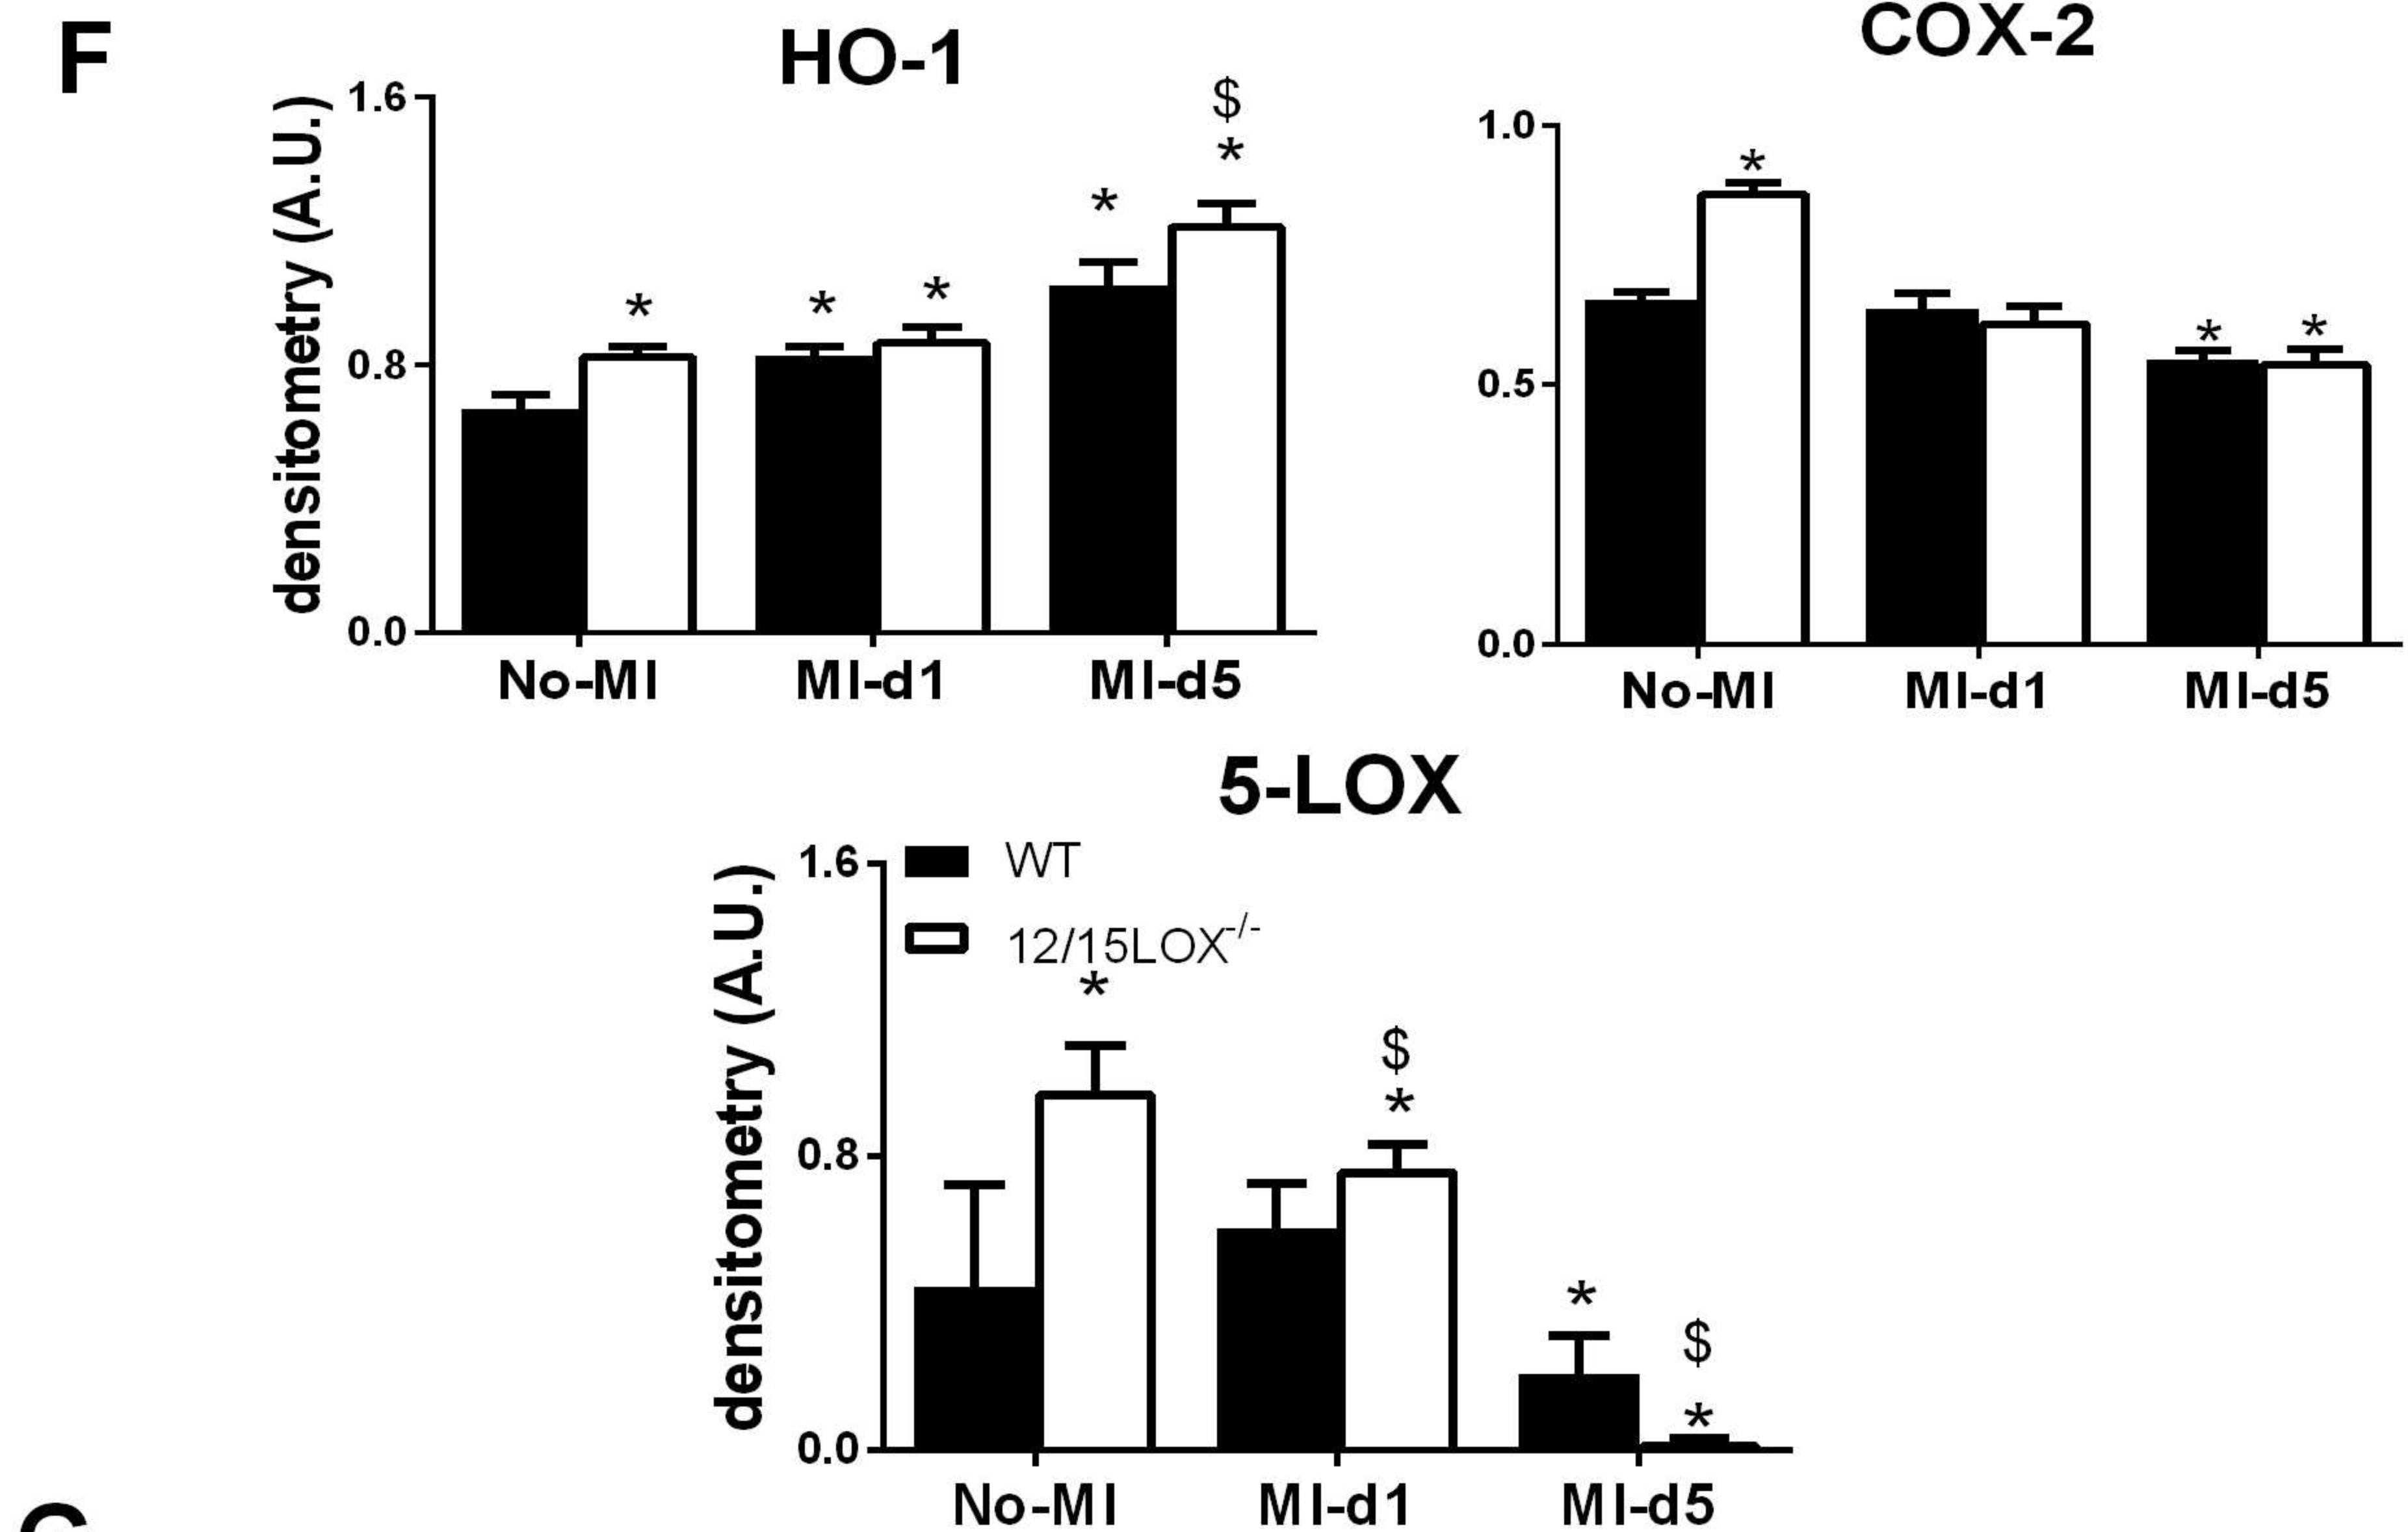 F
HO-1
densitometry (A.U.)
1.6
0.8
0.0
*
*
*
*
$
*
No-MI MI-d1 MI-d5
COX-2
1.0
0.5
0.0
*
*
*
No-MI MI-d1 MI-d5
5-LOX
densitometry (A.U.)
1.6
0.8
0.0
WT
12/15LOX-/-
*
$
*
*
$
*
No-MI MI-d1 MI-d5